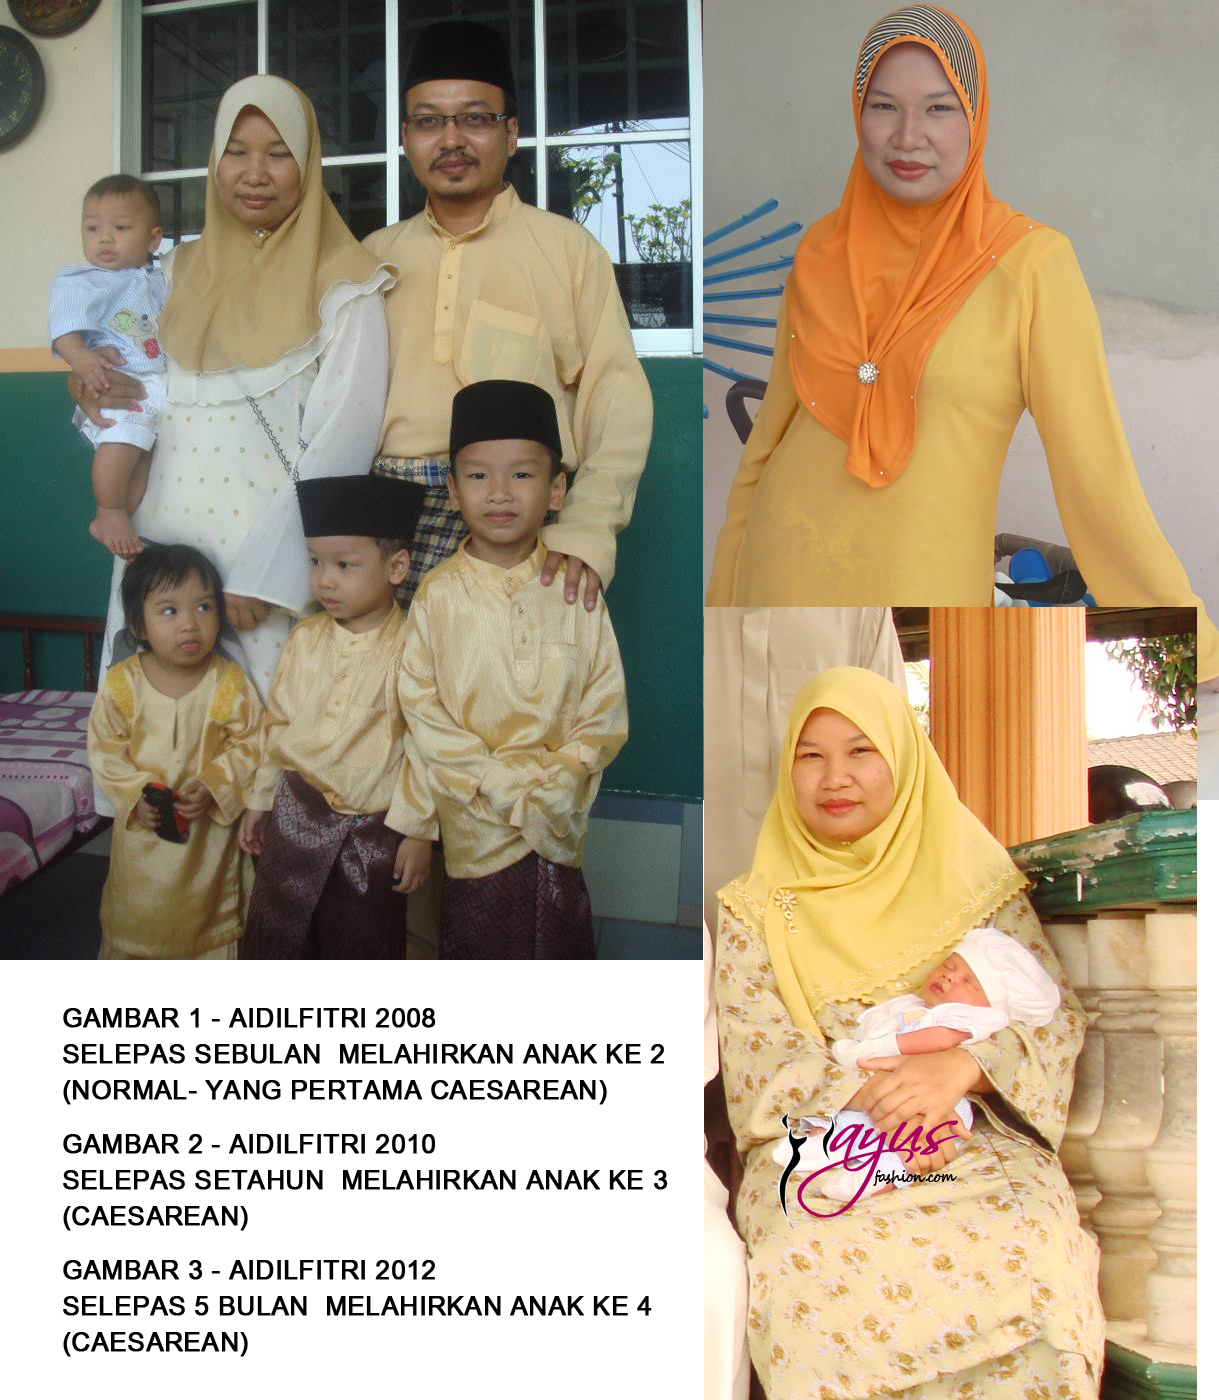 GAMBAR 1 - AIDILFITRI 2008
SELEPAS SEBULAN  MELAHIRKAN ANAK KE 2
(NORMAL- YANG PERTAMA CAESAREAN)
GAMBAR 2 - AIDILFITRI 2010
SELEPAS SETAHUN  MELAHIRKAN ANAK KE 3
(CAESAREAN)
GAMBAR 3 - AIDILFITRI 2012
SELEPAS 5 BULAN  MELAHIRKAN ANAK KE 4
(CAESAREAN)
ayus
fashion.com